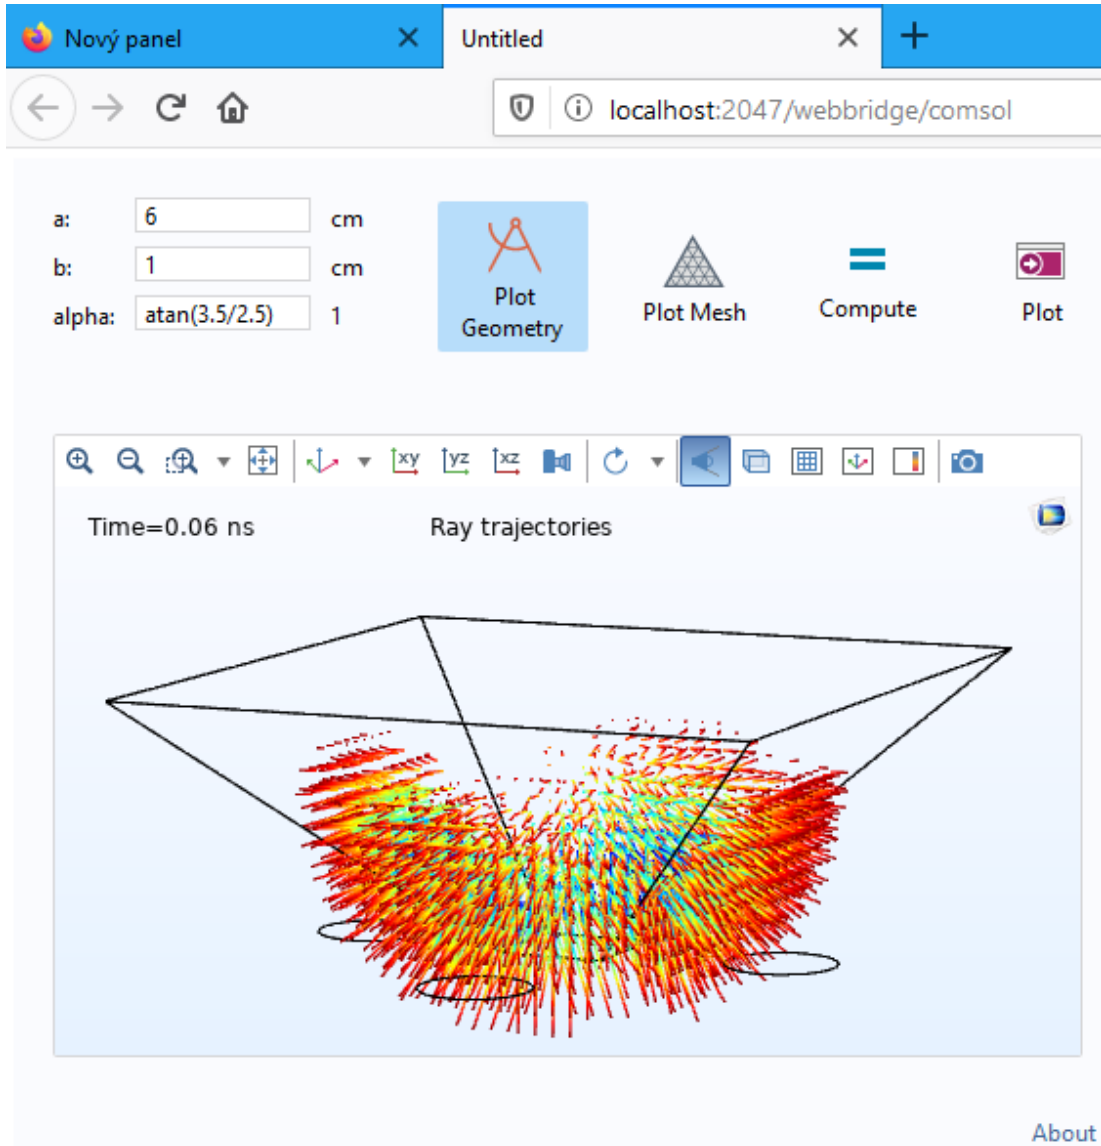 Nový panel
Untitled
localhost:2047/webbridge/comsol
a: 6 cm
b: 1 cm
alpha: atan(3.5/2.5) 1
Plot
Geometry
Plot Mesh
Compute
Plot
xy yz xz
Time=0.06 ns
Ray trajectories
About